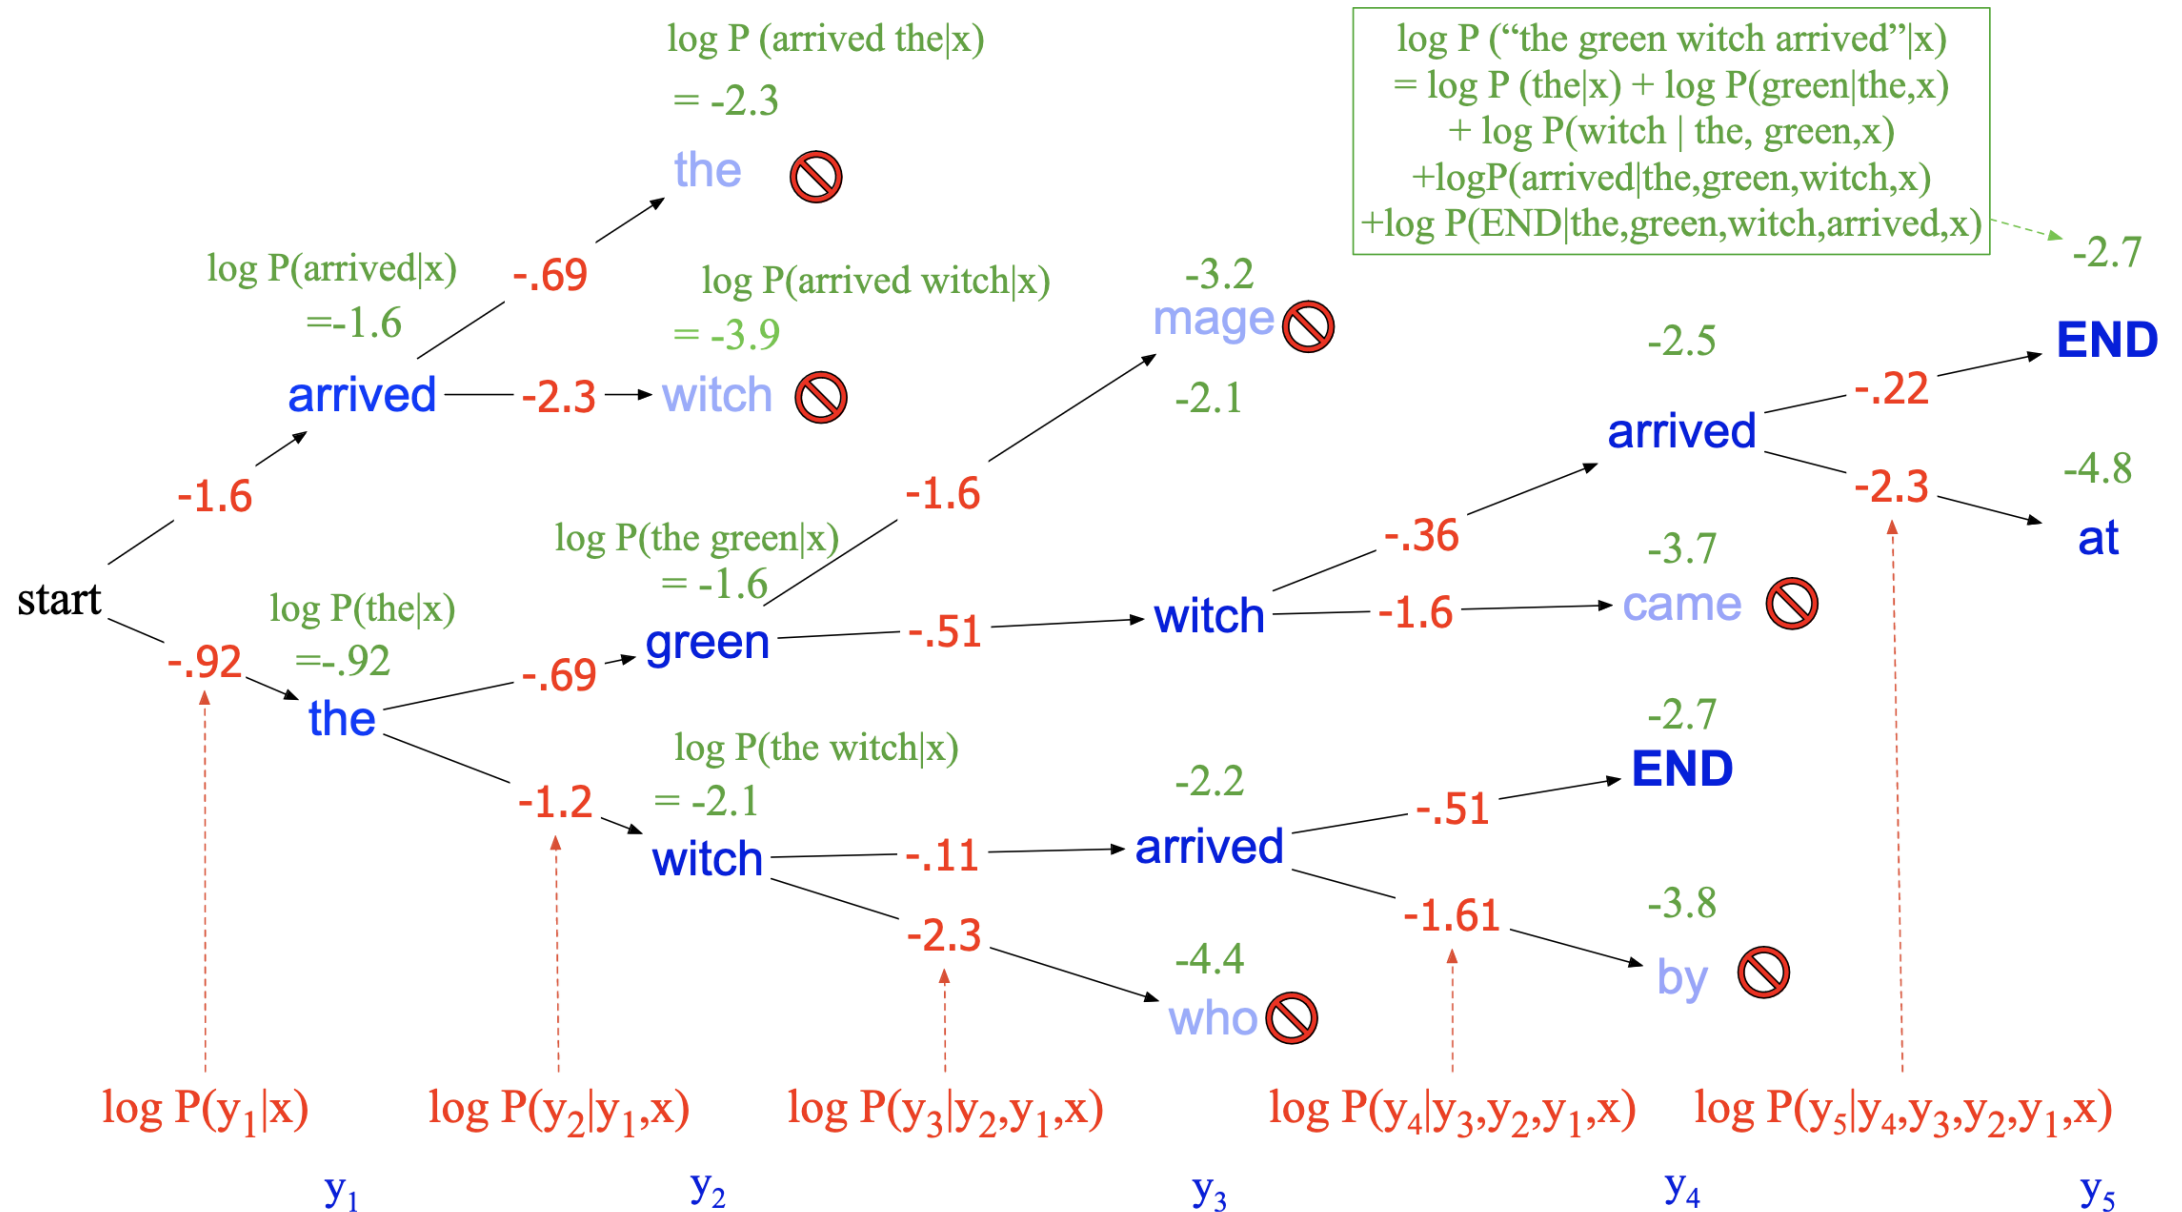 log P (arrived the|x)
= -2.3
the
log P (“the green witch arrived”|x)
= log P (the|x) + log P(green|the,x)
+ log P(witch | the, green,x)
+logP(arrived|the,green,witch,x)
+log P(END|the,green,witch,arrived,x)
-2.7
END
log P(arrived|x)
=-1.6
arrived
-.69
log P(arrived witch|x)
= -3.9
-2.3
witch
-3.2
mage
-2.1
-2.5
arrived
-.22
-2.3
-4.8
at
-1.6
start
-.92
log P(the|x)
=-.92
the
log P(the green|x)
= -1.6
green
-.69
-1.6
-.51
witch
-.36
-1.6
-3.7
came
-1.2
log P(the witch|x)
= -2.1
witch
-.11
-2.3
-2.2
arrived
-.51
-1.61
-2.7
END
-3.8
by
-4.4
who
log P(y1|x)
log P(y2|y1,x)
log P(y3|y2,y1,x)
log P(y4|y3,y2,y1,x)
log P(y5|y4,y3,y2,y1,x)
y1
y2
y3
y4
y5